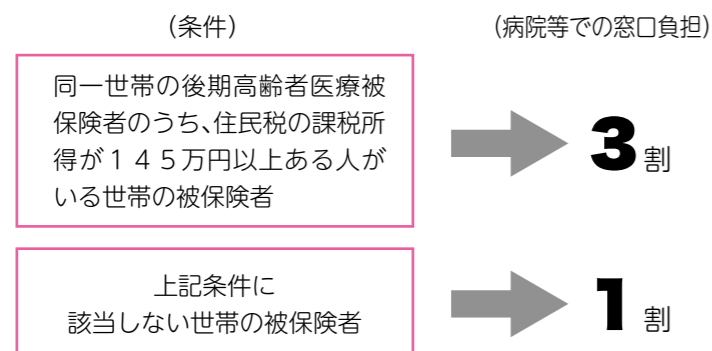 (条件)
(病院等での窓口負担)
同一世帯の後期高齢者医療被
保険者のうち、住民税の課税所
得が145万円以上ある人が
いる世帯の被保険者
3割
上記条件に
該当しない世帯の被保険者
1割